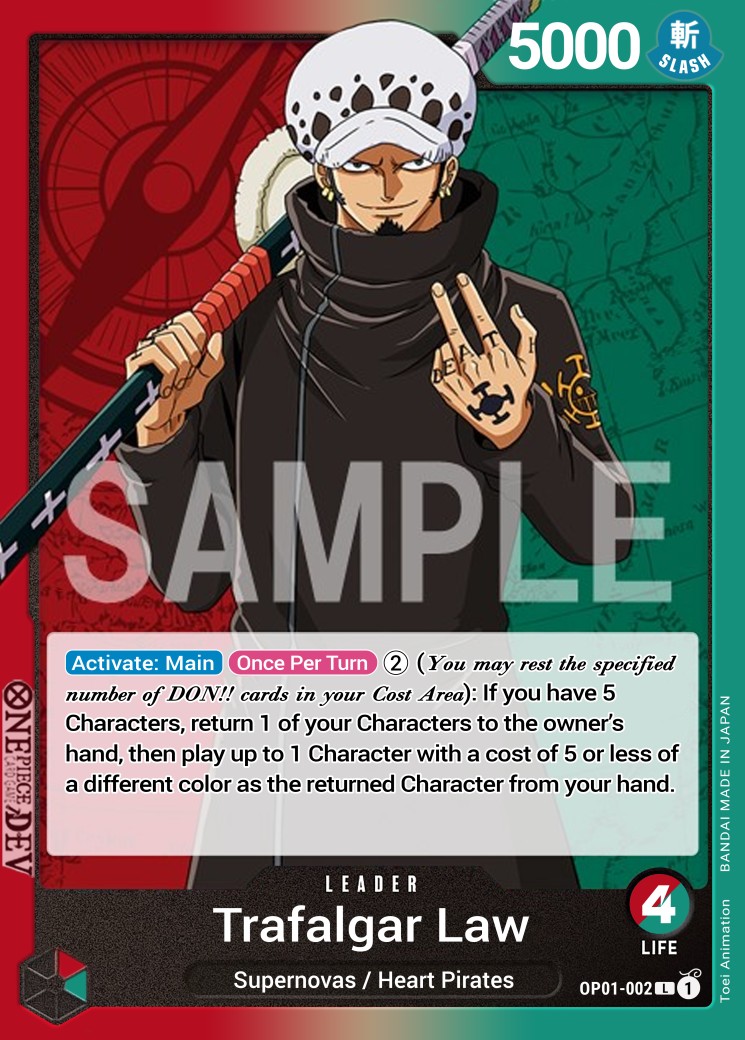 5000
斬
SLASH
DEAT
SAMPLE
Activate: Main Once Per Turn ② (You may rest the specified
number of DON!! cards in your Cost Area): If you have 5
Characters, return 1 of your Characters to the owner's
hand, then play up to 1 Character with a cost of 5 or less of
a different color as the returned Character from your hand.
ONE PIECE
CARD GAME
DEV
BANDAI MADE IN JAPAN
Toei Animation
LEADER
Trafalgar Law
4
LIFE
Supernovas / Heart Pirates
OP01-002 L 1